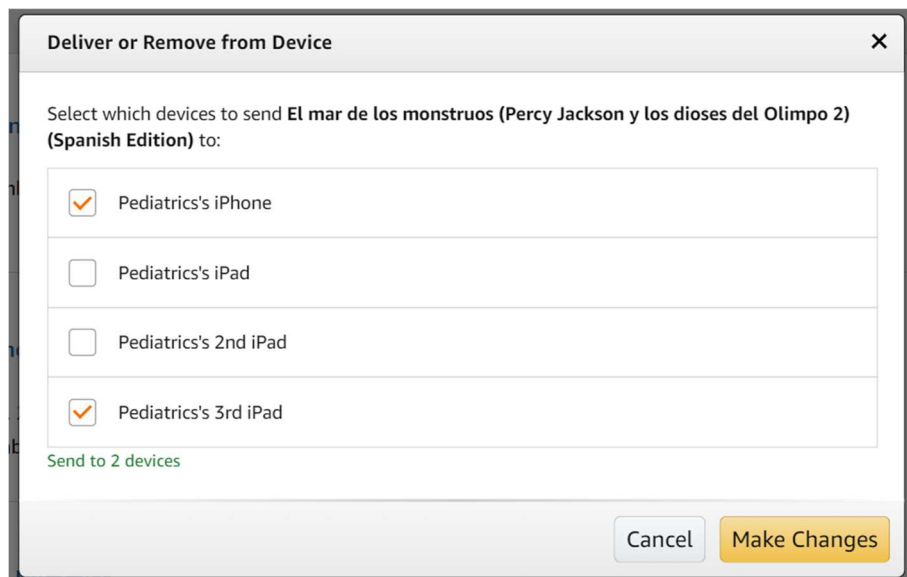 Deliver or Remove from Device
Select which devices to send El mar de los monstruos (Percy Jackson y los dioses del Olimpo 2)
(Spanish Edition) to:
Pediatrics's iPhone
Pediatrics's iPad
Pediatrics's 2nd iPad
Pediatrics's 3rd iPad
Send to 2 devices
Cancel Make Changes